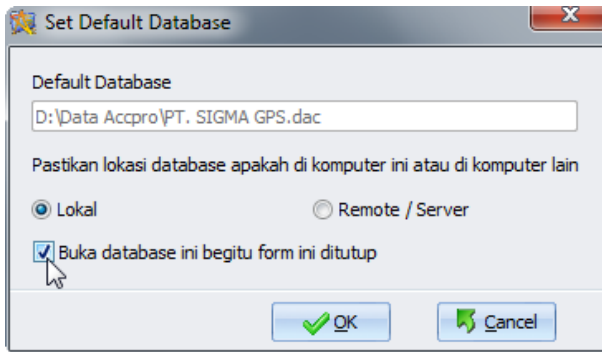 Set Default Database
Default Database
D:\Data Accpro\PT. SIGMA GPS.dac
Pastikan lokasi database apakah di komputer ini atau di komputer lain
Lokal
Remote / Server
Buka database ini begitu form ini ditutup
OK
Cancel